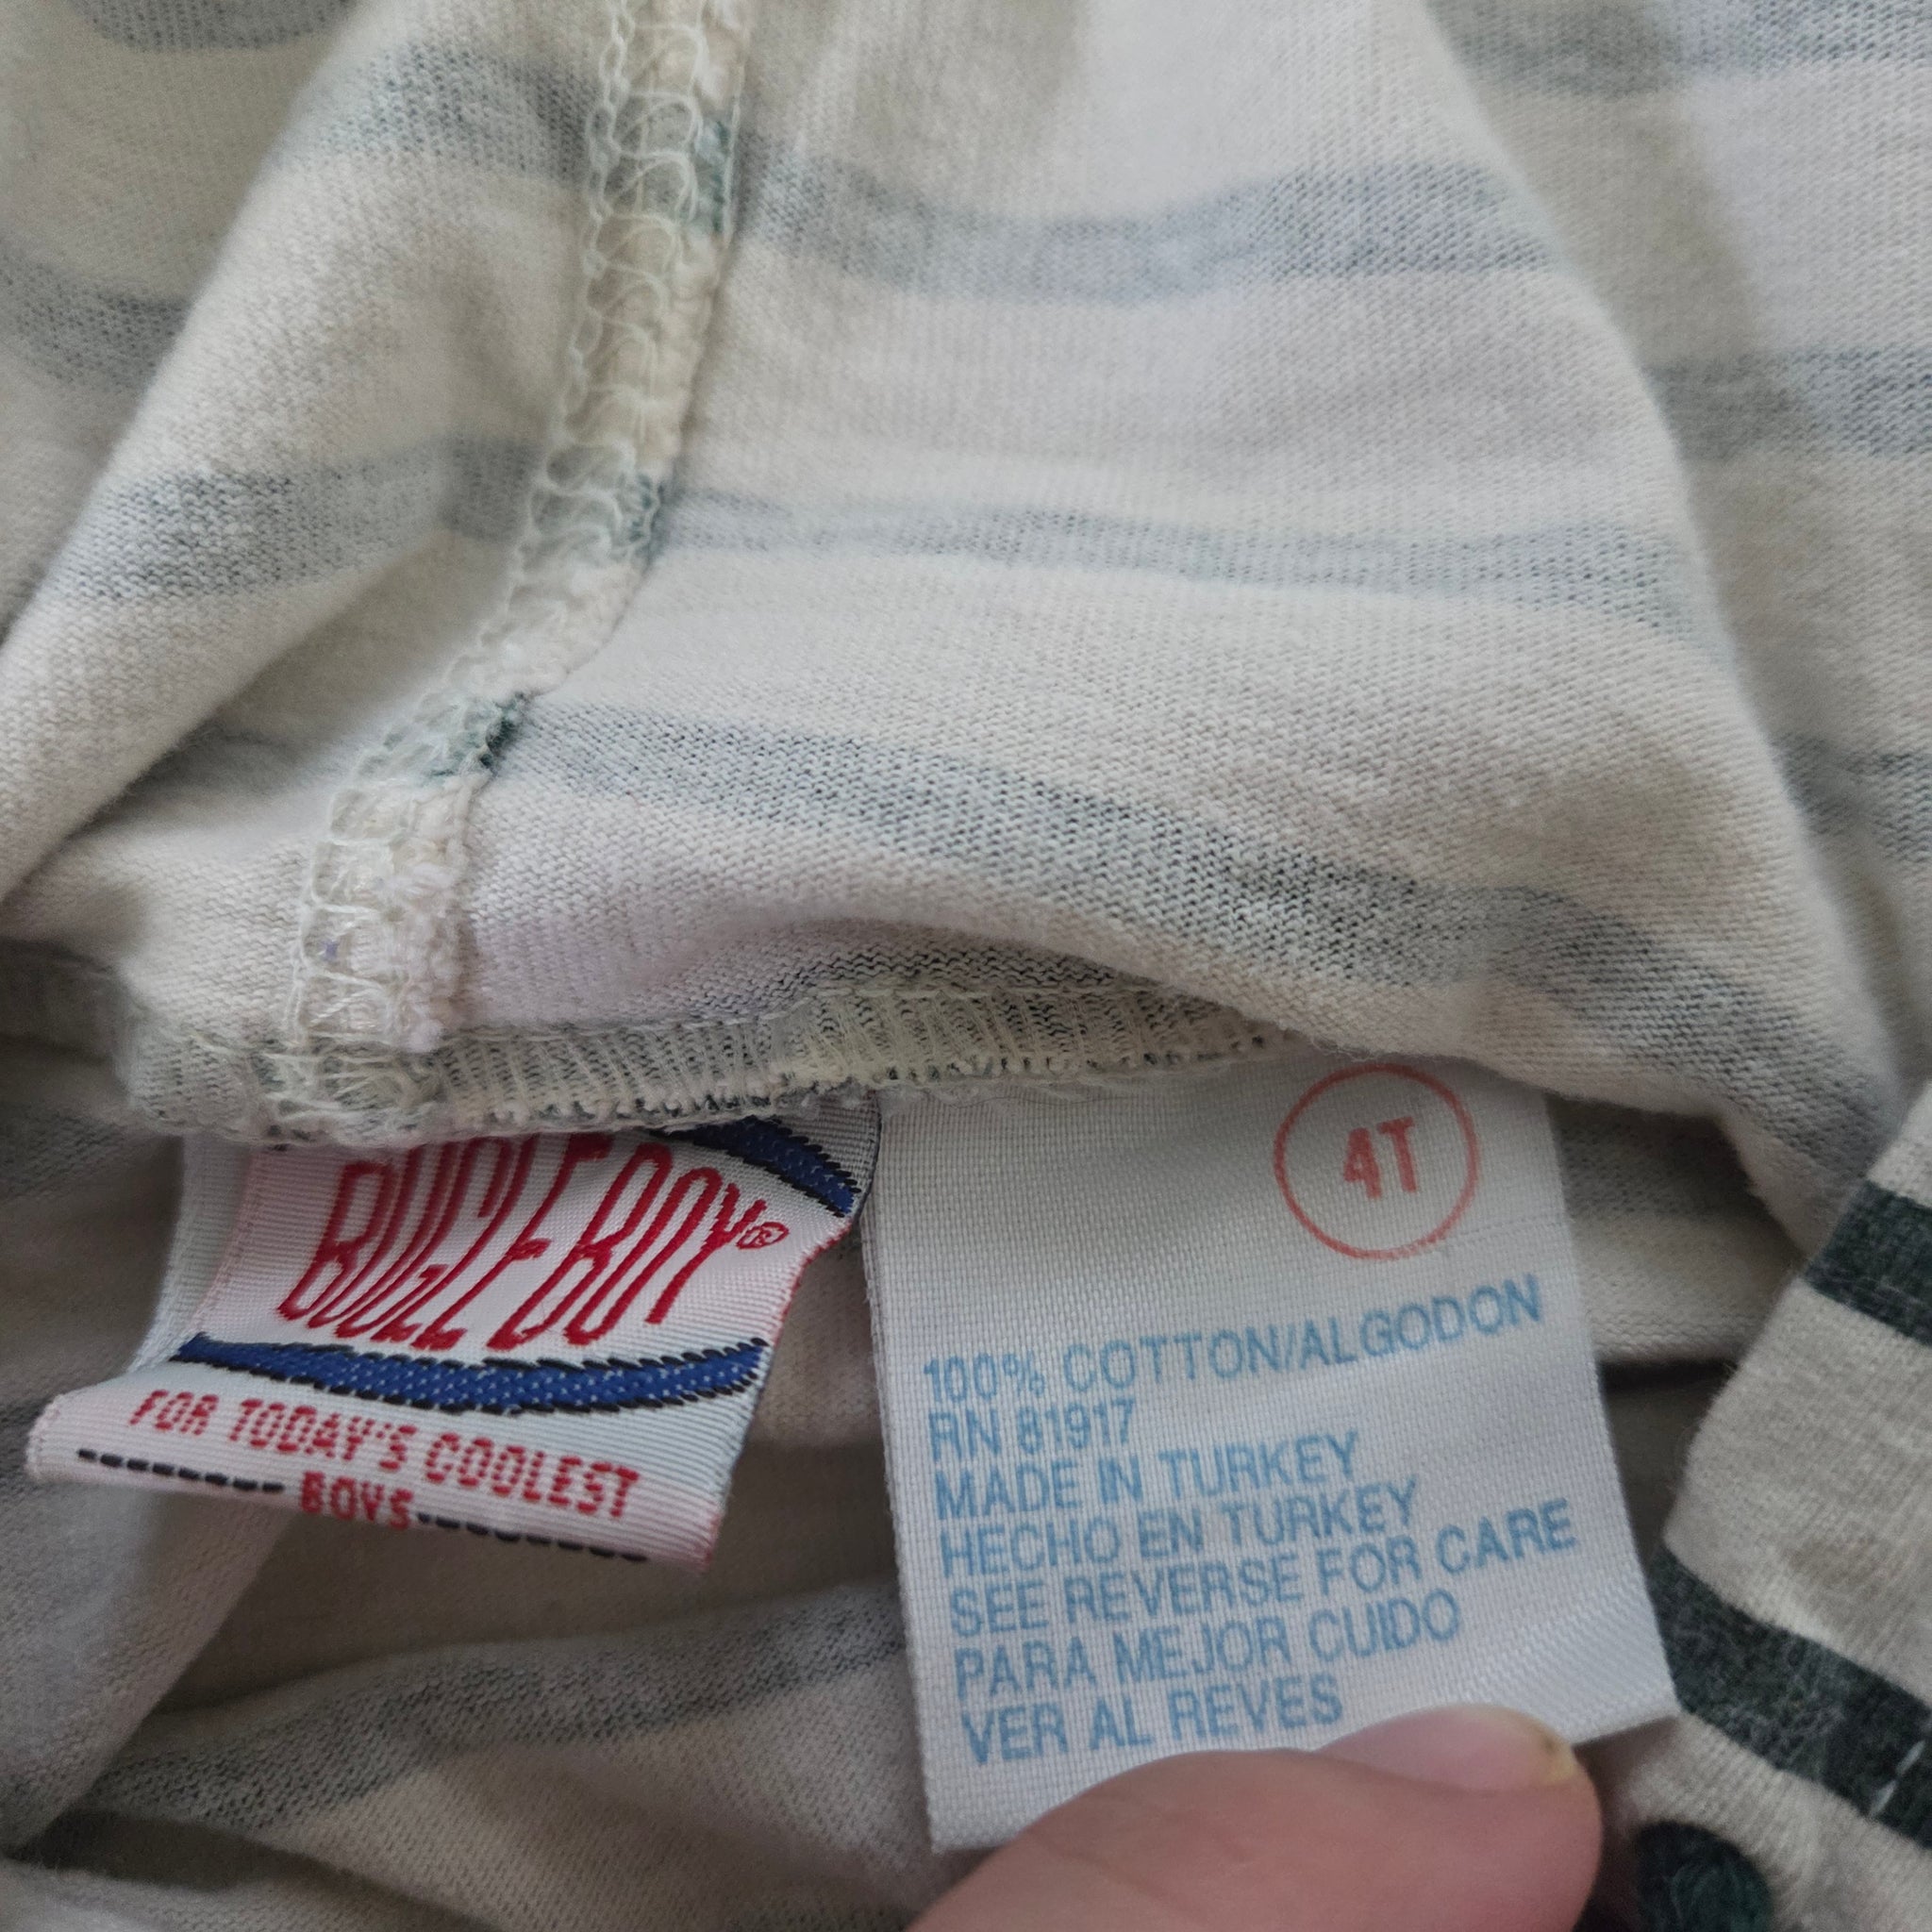 BUGLE BOY®
FOR TODAY'S COOLEST
BOYS
4T
100% COTTON/ALGODON
RN 81917
MADE IN TURKEY
HECHO EN TURKEY
SEE REVERSE FOR CARE
PARA MEJOR CUIDO
VER AL REVES